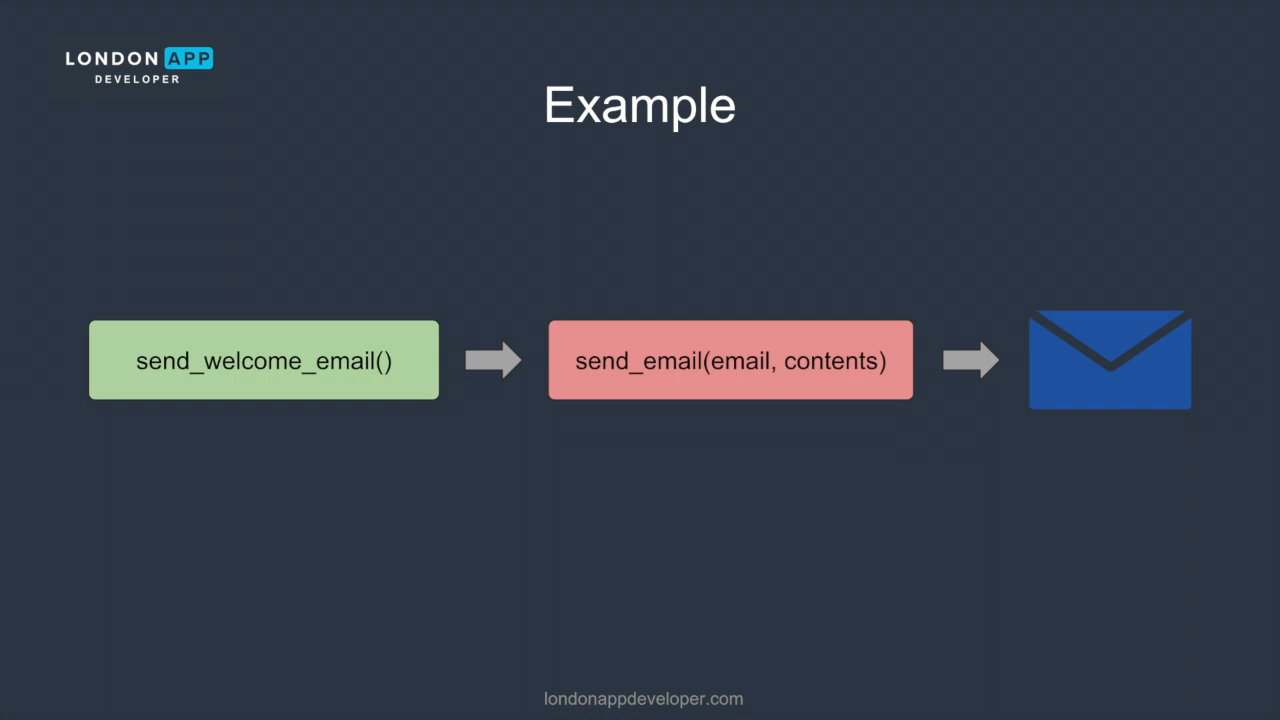 LONDON APP
DEVELOPER
Example
send_welcome_email()
send_email(email, contents)
londonappdeveloper.com